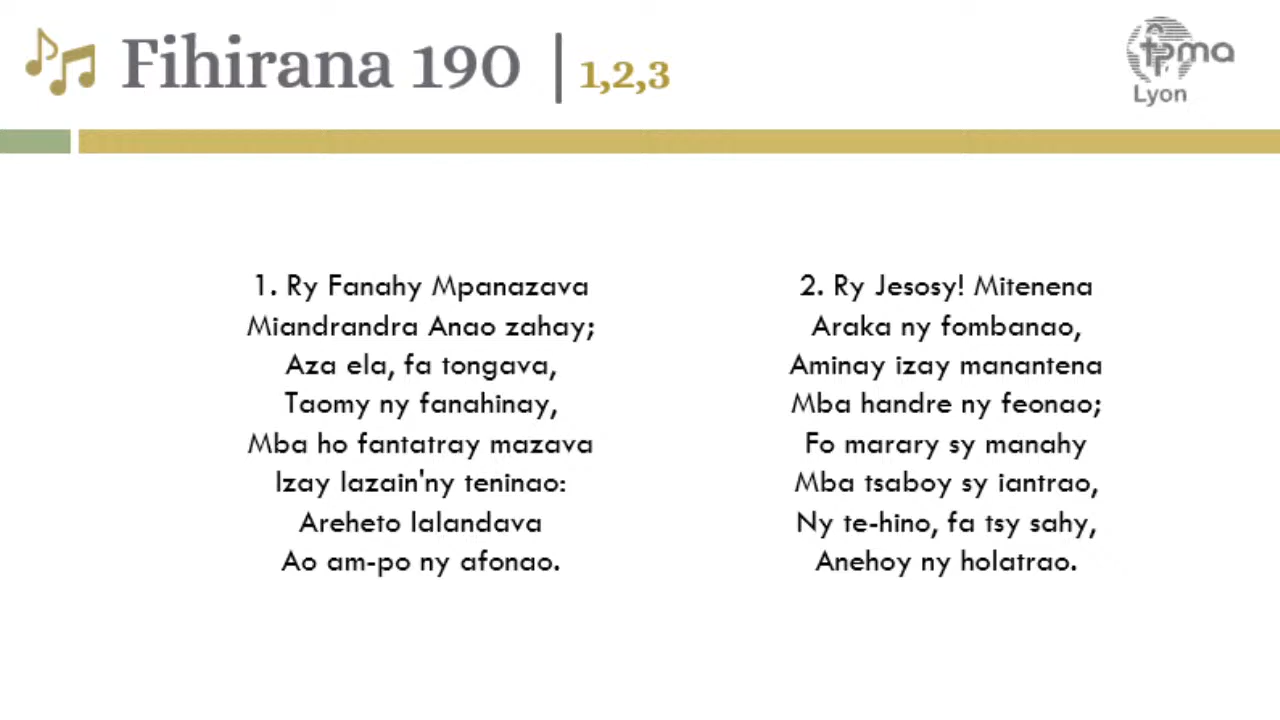 Fihirana 190 | 1,2,3
fpma
Lyon
1. Ry Fanahy Mpanazava
Miandrandra Anao zahay;
Aza ela, fa tongava,
Taomy ny fanahinay,
Mba ho fantatray mazava
Izay lazain'ny teninao:
Areheto lalandava
Ao am-po ny afonao.
2. Ry Jesosy! Mitenena
Araka ny fombanao,
Aminay izay manantena
Mba handre ny feonao;
Fo marary sy manahy
Mba tsaboy sy iantrao,
Ny te-hino, fa tsy sahy,
Anehoy ny holatrao.